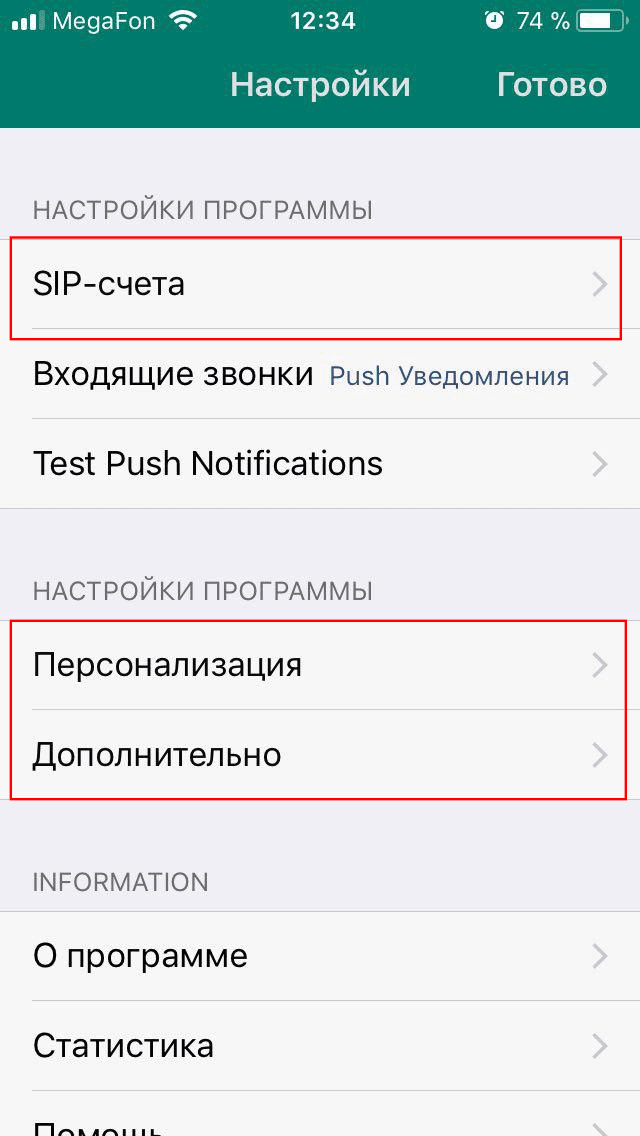 MegaFon 12:34 74 %
Настройки Готово
НАСТРОЙКИ ПРОГРАММЫ
SIP-счета
Входящие звонки Push Уведомления
Test Push Notifications
НАСТРОЙКИ ПРОГРАММЫ
Персонализация
Дополнительно
INFORMATION
О программе
Статистика
Помощь